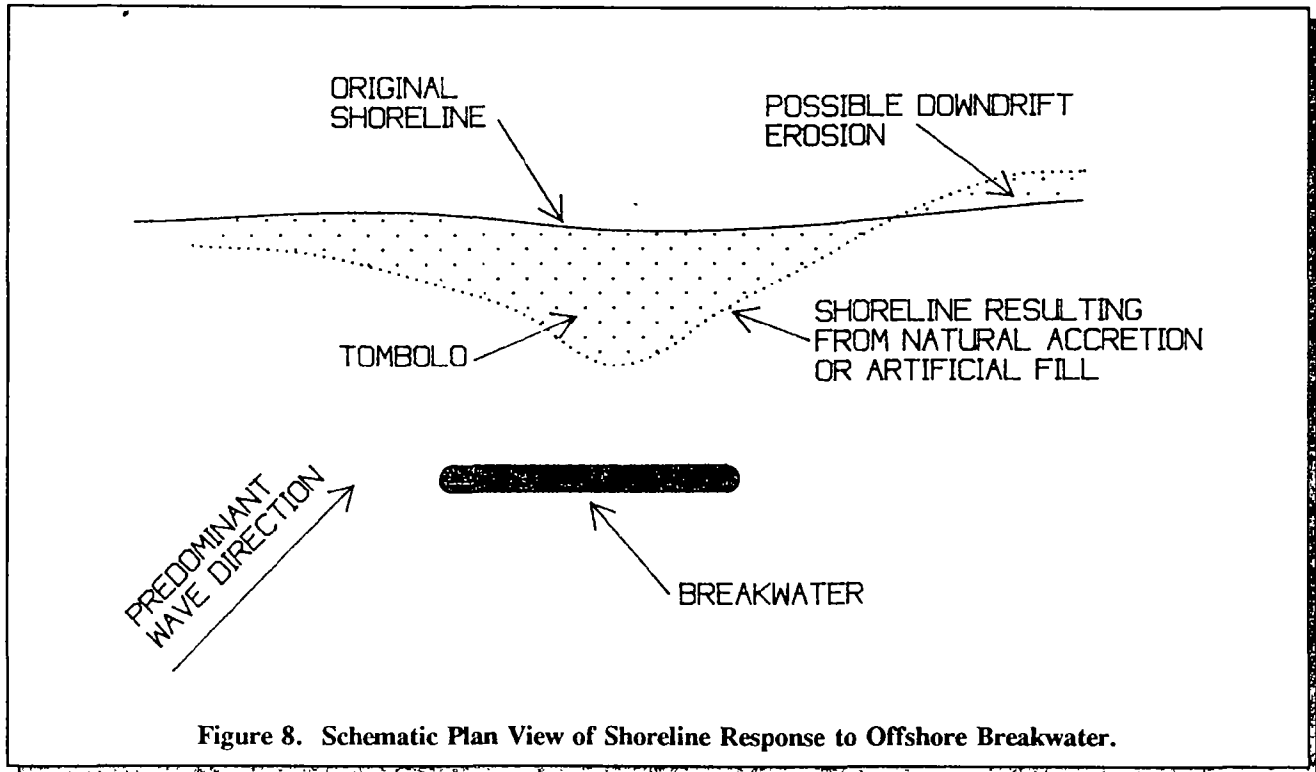 ORIGINAL
SHORELINE
POSSIBLE DOWNDRIFT
EROSION
TOMBOLO
SHORELINE RESULTING
FROM NATURAL ACCRETION
OR ARTIFICIAL FILL
PREDOMINANT
WAVE DIRECTION
BREAKWATER
Figure 8. Schematic Plan View of Shoreline Response to Offshore Breakwater.